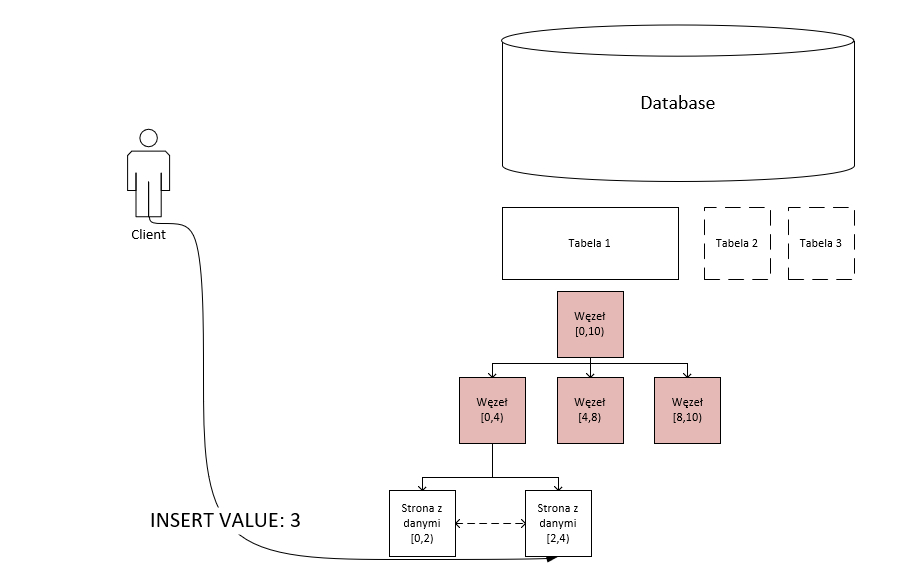 Database
Client
Tabela 1
Tabela 2
Tabela 3
Węzeł
[0,10)
Węzeł
[0,4)
Węzeł
[4,8)
Węzeł
[8,10)
Strona z
danymi
[0,2)
Strona z
danymi
[2,4)
INSERT VALUE: 3